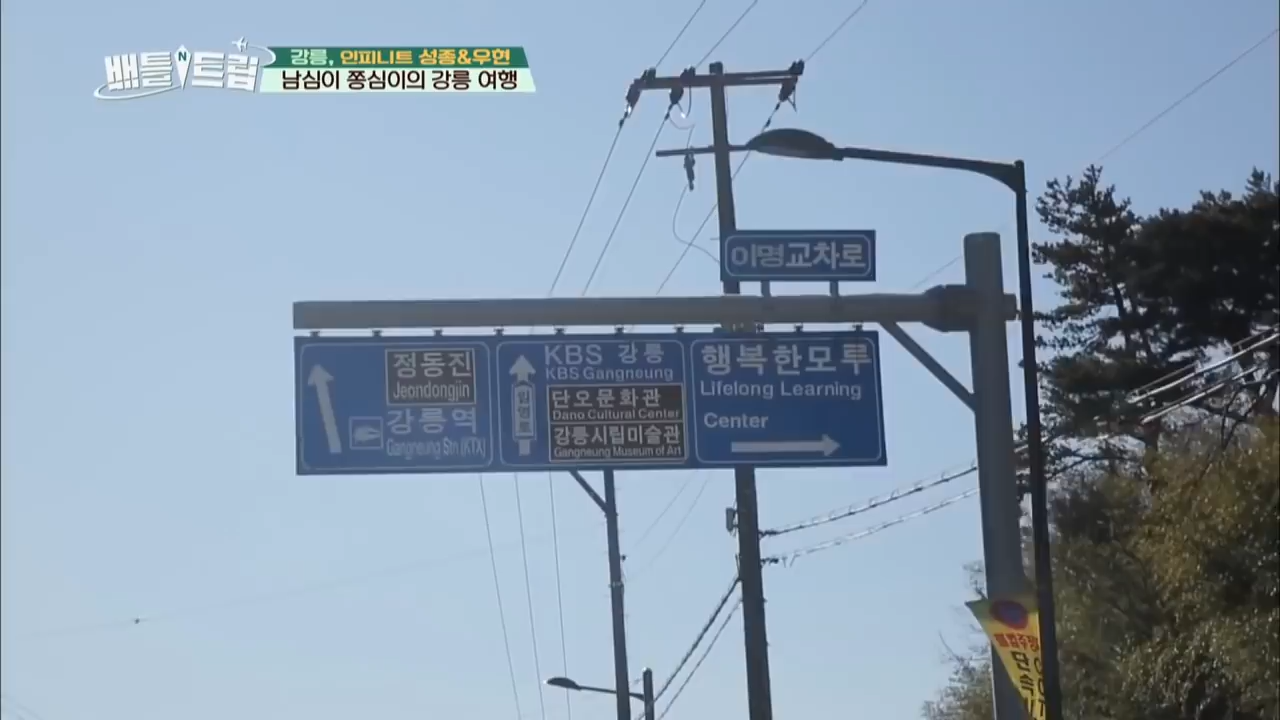 배틀트립
강릉, 인피니트 성종&우현
남심이 쫑심이의 강릉 여행
이명교차로
정동진
Jeondongjin
강릉역
Gangneung Stn (KTX)
KBS 강릉
KBS Gangneung
단오문화관
Dano Cultural Center
강릉시립미술관
Gangneung Museum of Art
행복한모루
Lifelong Learning
Center
단속